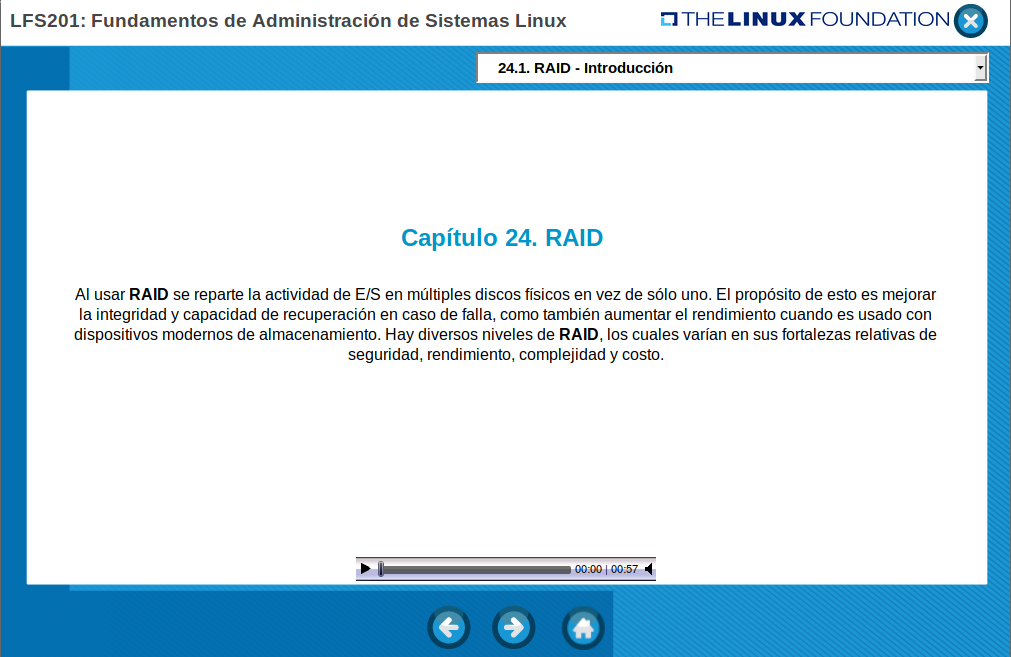 LFS201: Fundamentos de Administración de Sistemas Linux
THE LINUX FOUNDATION
24.1. RAID - Introducción
Capítulo 24. RAID
Al usar RAID se reparte la actividad de E/S en múltiples discos físicos en vez de sólo uno. El propósito de esto es mejorar
la integridad y capacidad de recuperación en caso de falla, como también aumentar el rendimiento cuando es usado con
dispositivos modernos de almacenamiento. Hay diversos niveles de RAID, los cuales varían en sus fortalezas relativas de
seguridad, rendimiento, complejidad y costo.
00:00 | 00:57